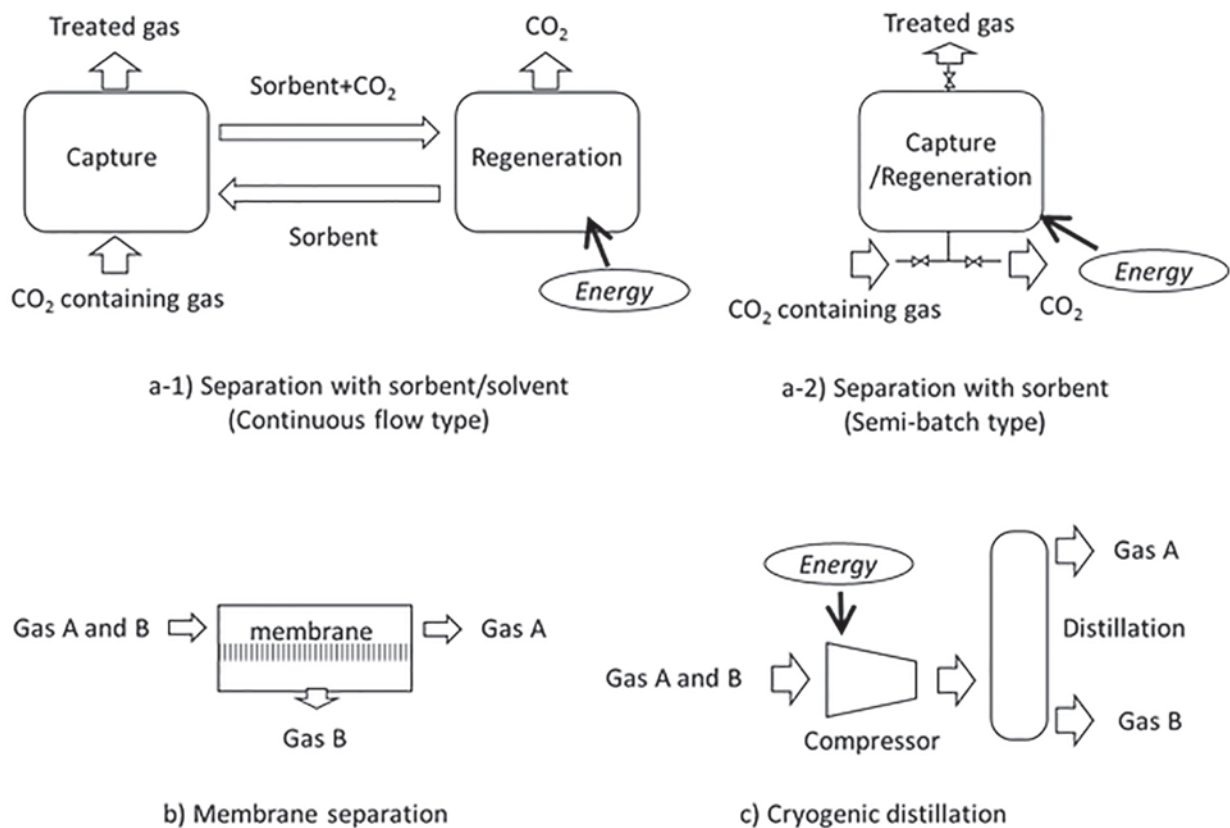 Treated gas
CO₂
Sorbent+CO₂
Capture
Regeneration
Sorbent
CO₂ containing gas
Energy
a-1) Separation with sorbent/solvent
(Continuous flow type)
Treated gas
Capture
/Regeneration
Energy
CO₂ containing gas
CO₂
a-2) Separation with sorbent
(Semi-batch type)
Gas A and B
membrane
Gas A
Gas B
b) Membrane separation
Energy
Gas A
Distillation
Gas A and B
Gas B
Compressor
c) Cryogenic distillation